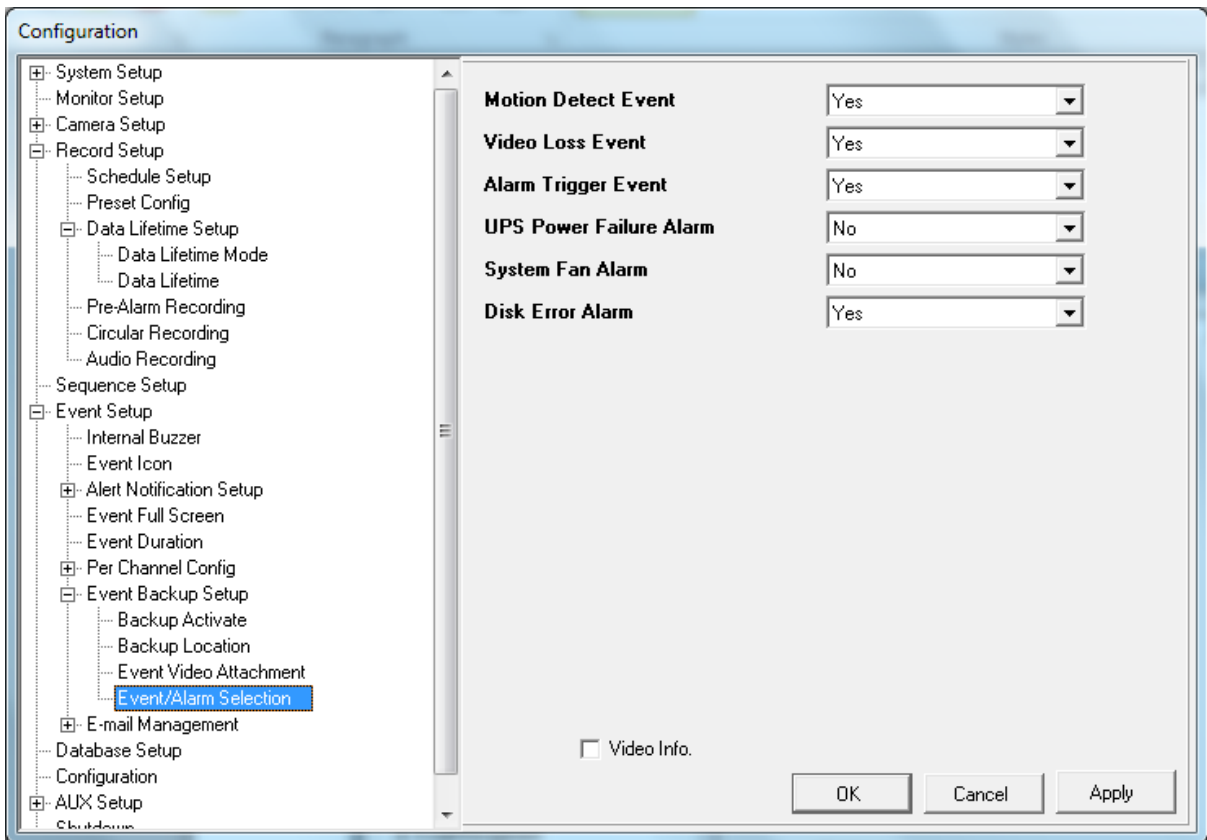 Configuration
System Setup
Monitor Setup
Camera Setup
Record Setup
Schedule Setup
Preset Config
Data Lifetime Setup
Data Lifetime Mode
Data Lifetime
Pre-Alarm Recording
Circular Recording
Audio Recording
Sequence Setup
Event Setup
Internal Buzzer
Event Icon
Alert Notification Setup
Event Full Screen
Event Duration
Per Channel Config
Event Backup Setup
Backup Activate
Backup Location
Event Video Attachment
Event/Alarm Selection
E-mail Management
Database Setup
Configuration
AUX Setup
Shutdown
Motion Detect Event Yes
Video Loss Event Yes
Alarm Trigger Event Yes
UPS Power Failure Alarm No
System Fan Alarm No
Disk Error Alarm Yes
Video Info.
OK Cancel Apply